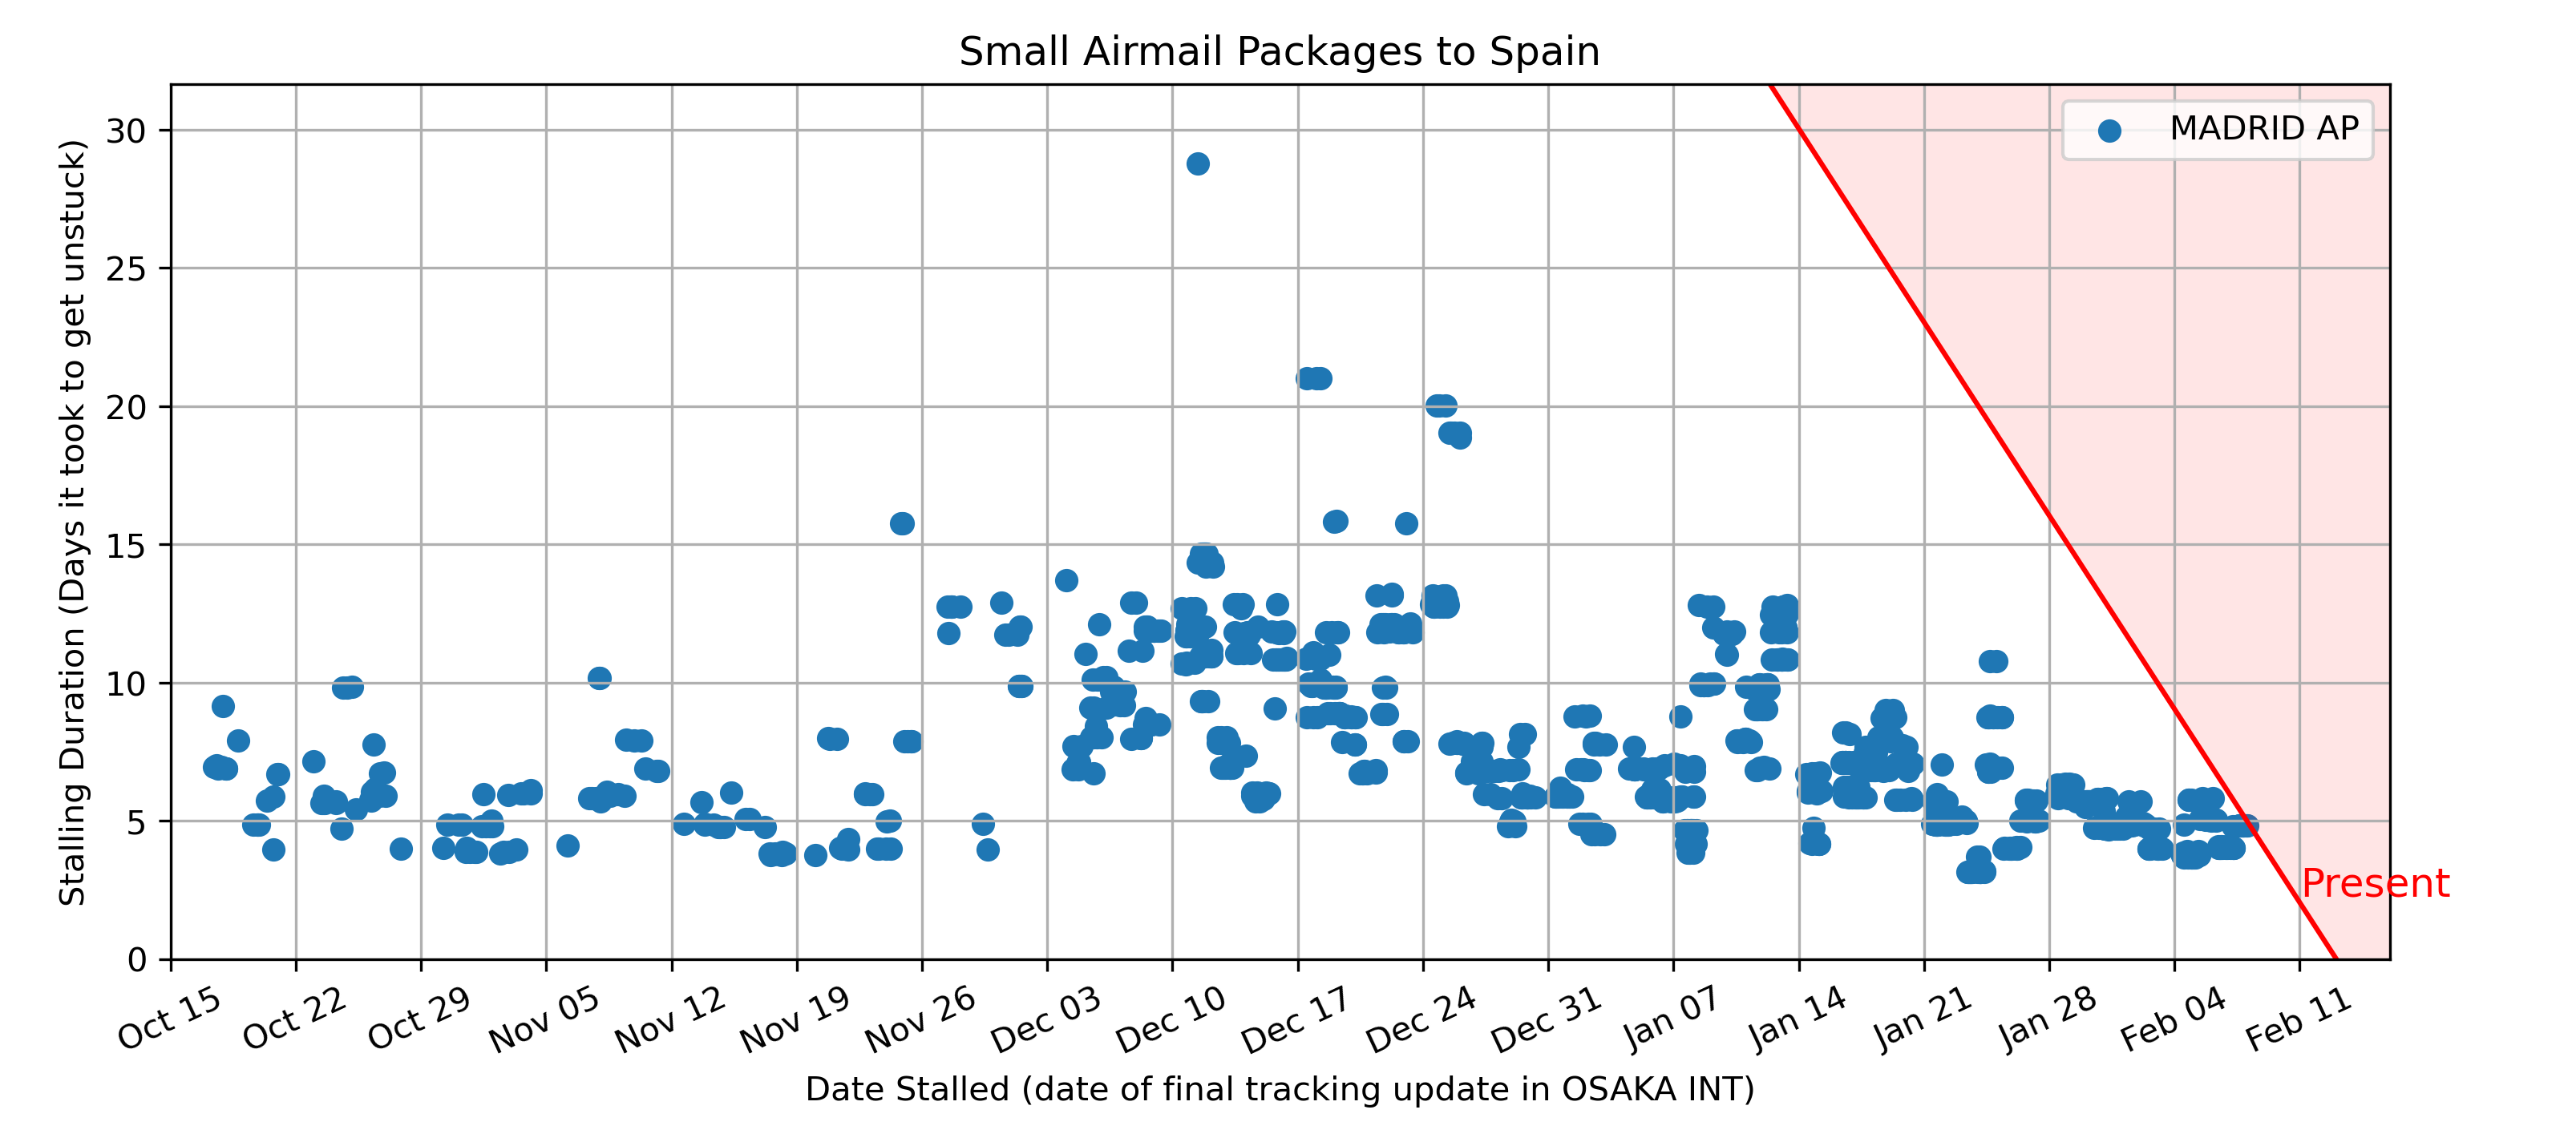 Small Airmail Packages to Spain
MADRID AP
Stalling Duration (Days it took to get unstuck)
30
25
20
15
10
5
0
Present
Oct 15
Oct 22
Oct 29
Nov 05
Nov 12
Nov 19
Nov 26
Dec 03
Dec 10
Dec 17
Dec 24
Dec 31
Jan 07
Jan 14
Jan 21
Jan 28
Feb 04
Feb 11
Date Stalled (date of final tracking update in OSAKA INT)